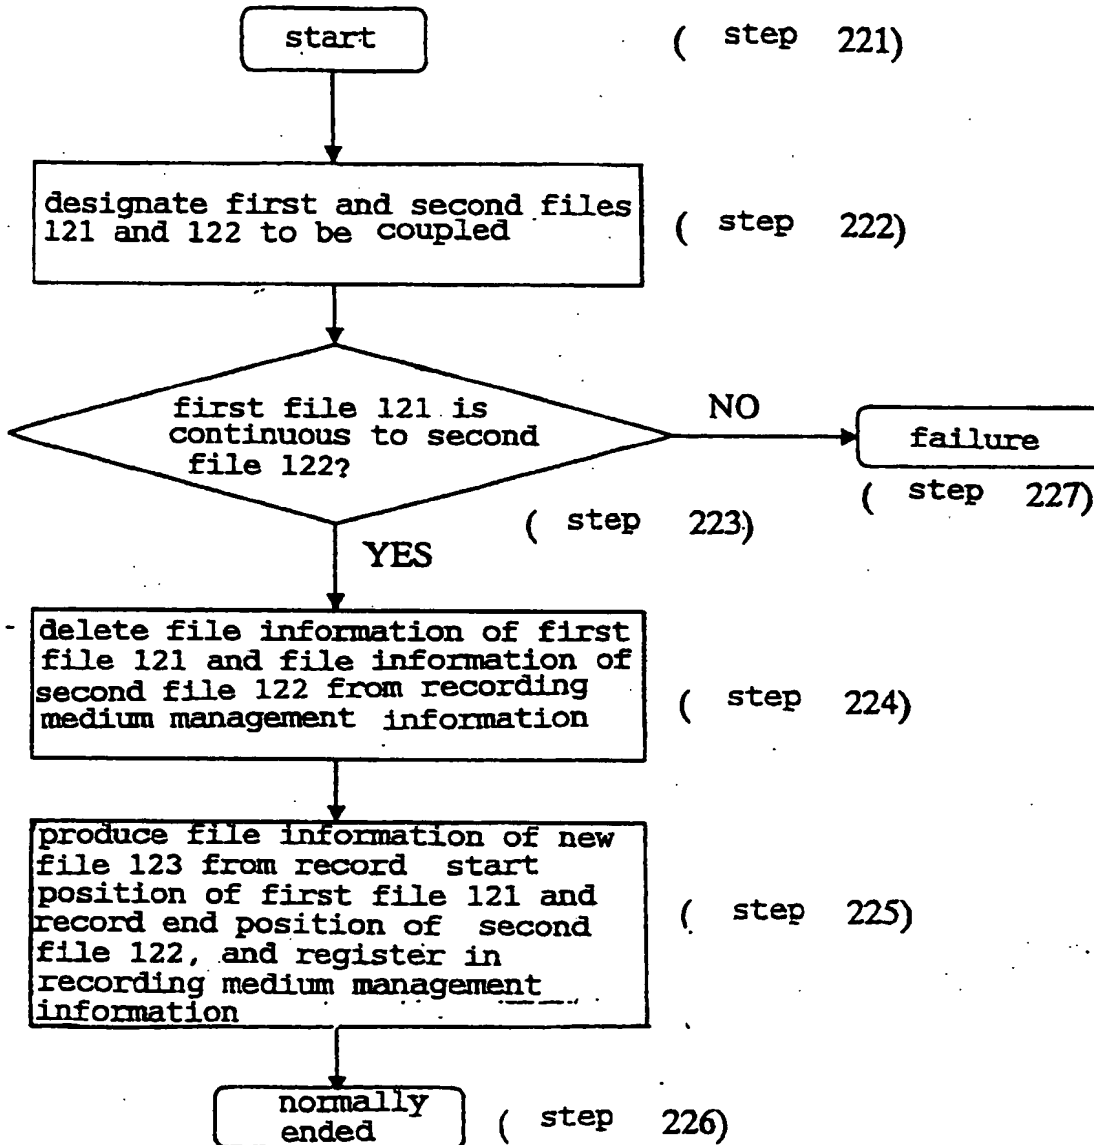 start
( step 221)
designate first and second files
121 and 122 to be coupled
( step 222)
first file 121 is
continuous to second
file 122?
NO
failure
( step 227)
( step 223)
YES
delete file information of first
file 121 and file information of
second file 122 from recording
medium management information
( step 224)
produce file information of new
file 123 from record start
position of first file 121 and
record end position of second
file 122, and register in
recording medium management
information
( step 225)
normally
ended
( step 226)